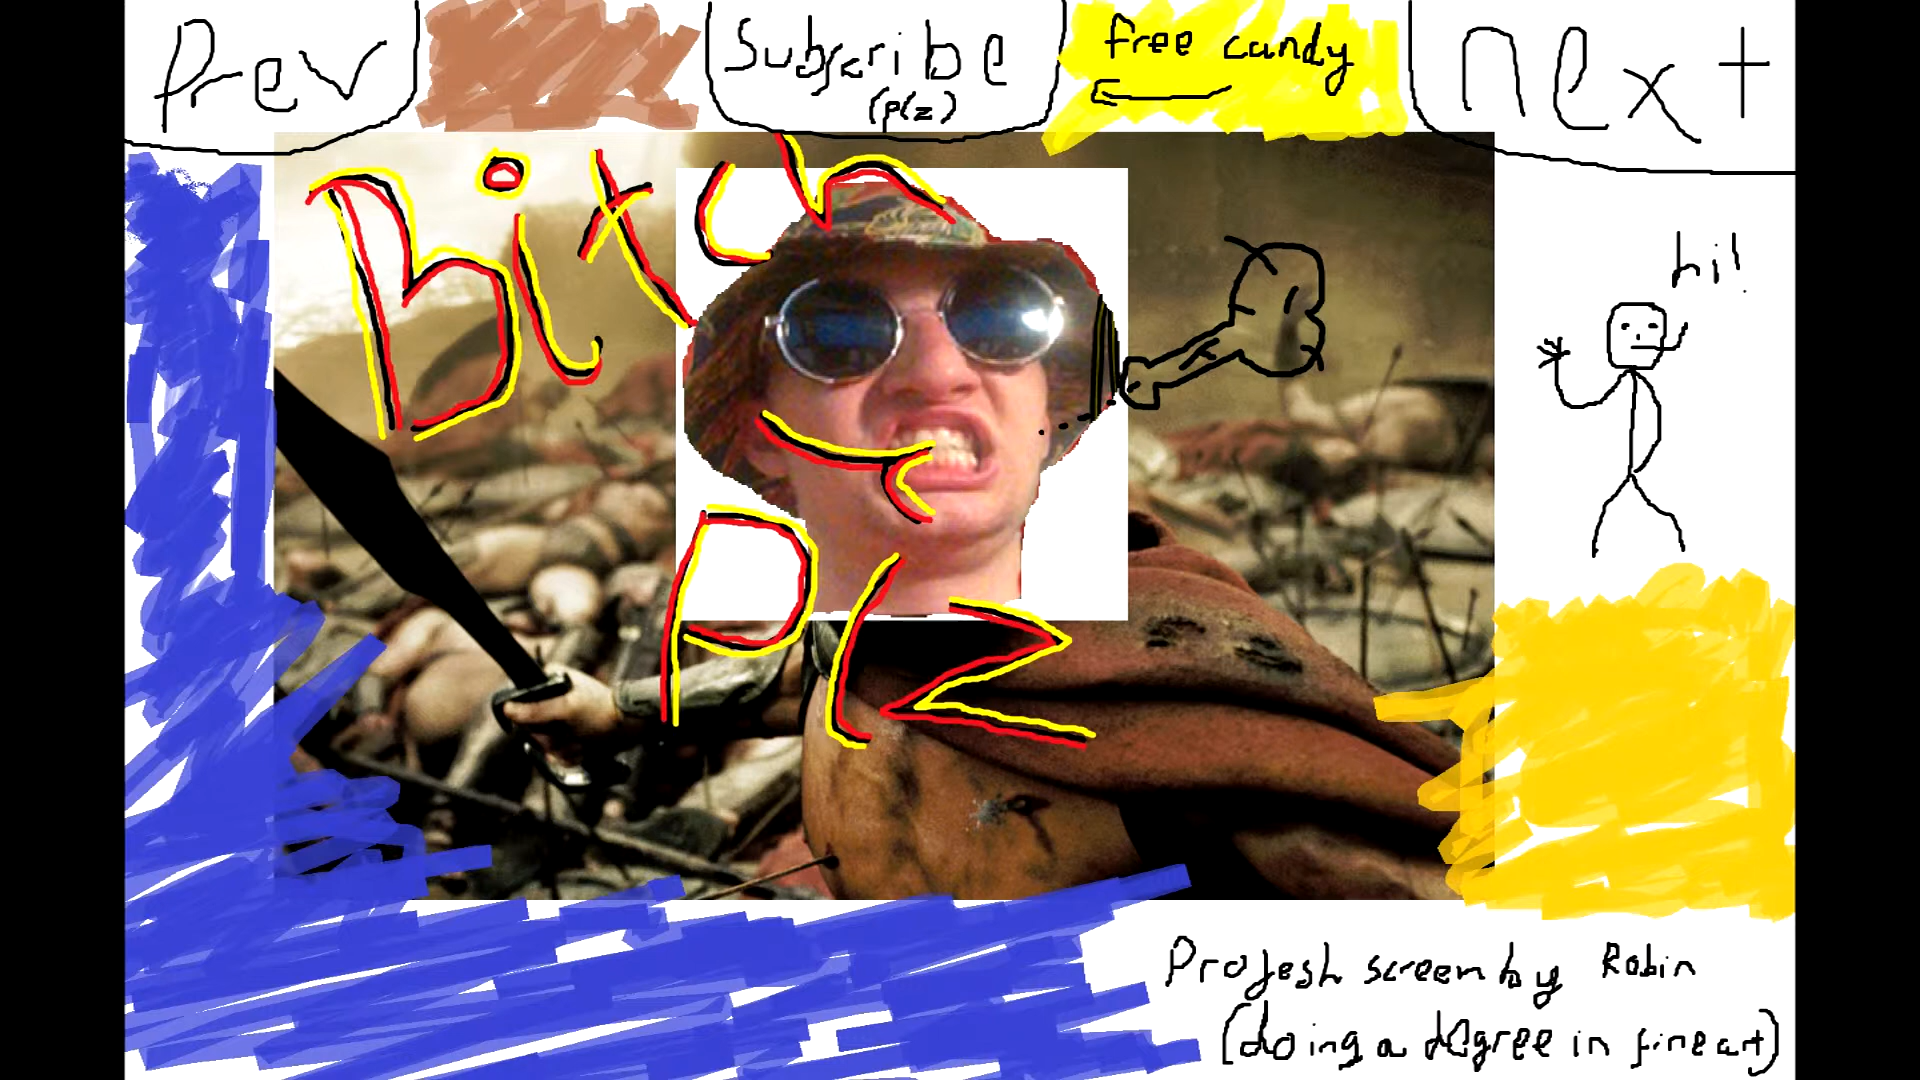 Prev
Subscribe
(plz)
free candy
next
Bitch
plz
hi!
Projesh screen by Robin
(doing a degree in fine art)